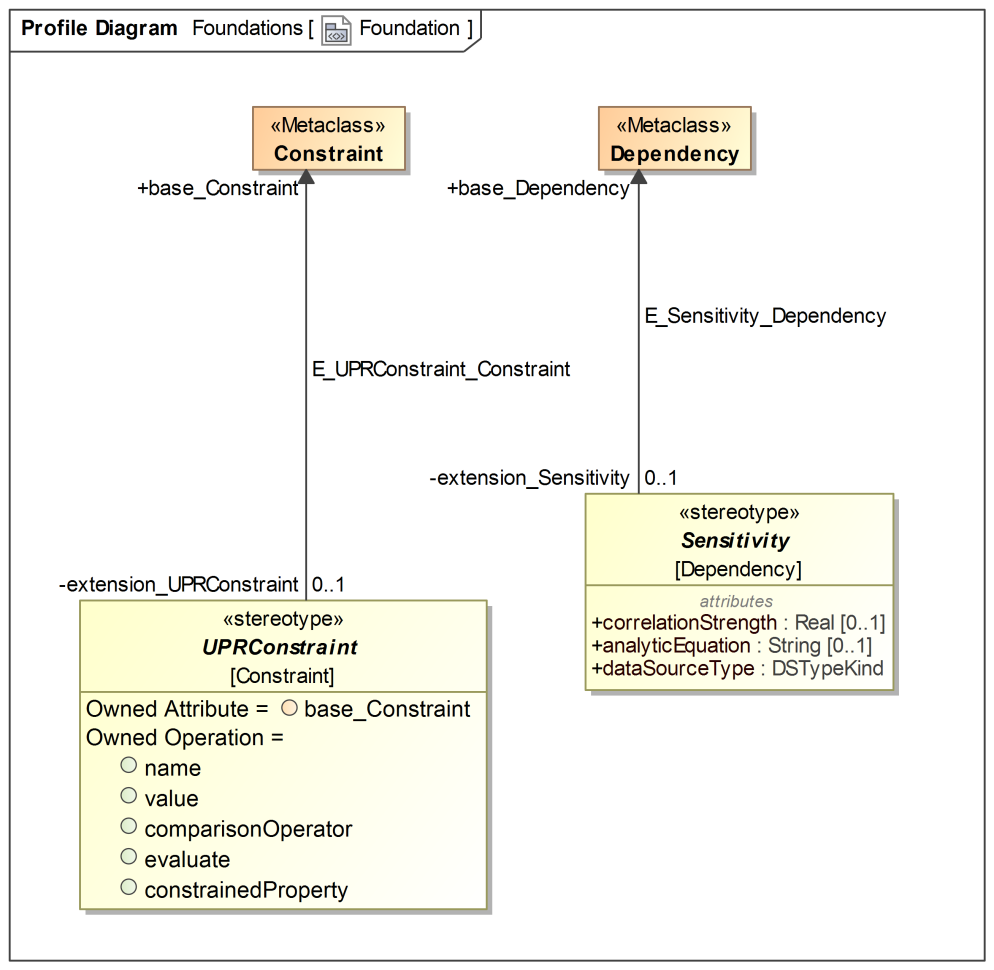 Profile Diagram Foundations [ Foundation ]
«Metaclass»
Constraint
«Metaclass»
Dependency
+base_Constraint
+base_Dependency
E_Sensitivity_Dependency
E_UPRConstraint_Constraint
-extension_Sensitivity 0..1
«stereotype»
Sensitivity
[Dependency]
attributes
+correlationStrength : Real [0..1]
+analyticEquation : String [0..1]
+dataSourceType : DSTypeKind
-extension_UPRConstraint 0..1
«stereotype»
UPRConstraint
[Constraint]
Owned Attribute = base_Constraint
Owned Operation =
name
value
comparisonOperator
evaluate
constrainedProperty